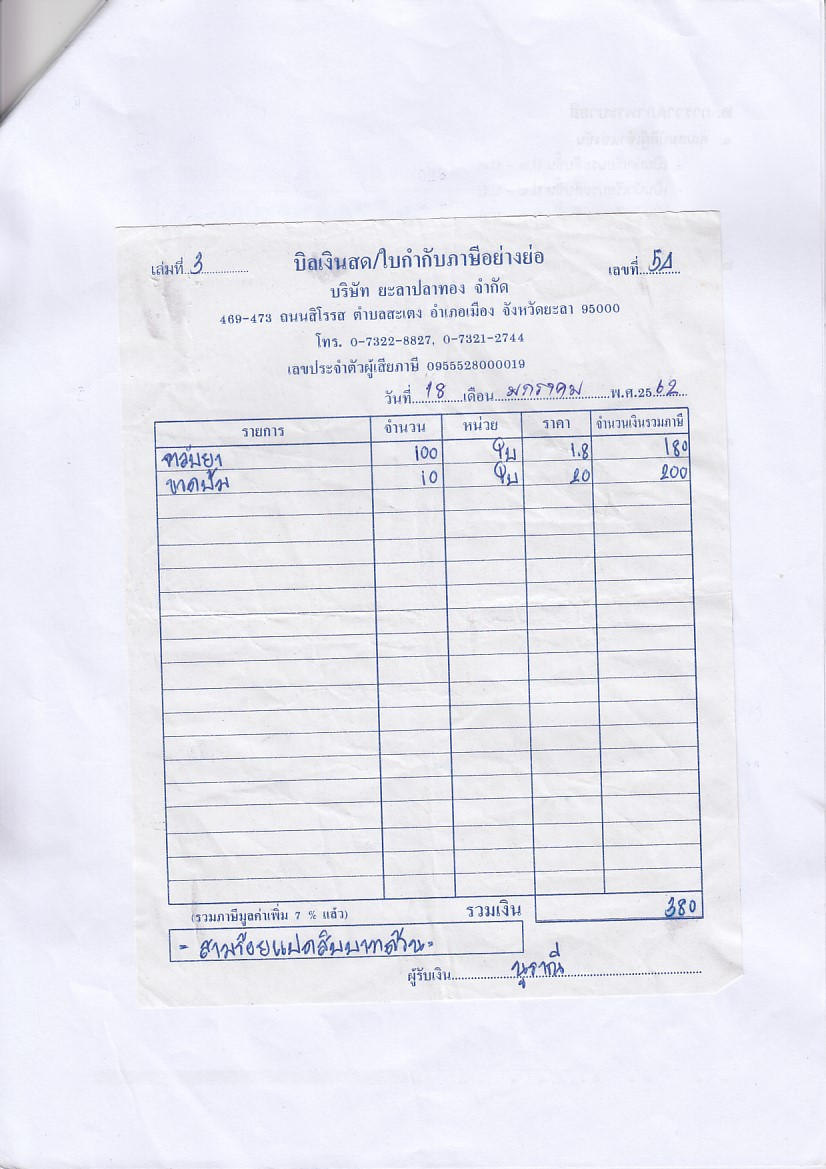 เล่มที่ 3
บิลเงินสด/ใบกำกับภาษีอย่างย่อ
เลขที่ 54
บริษัท ยะลาปลาทอง จำกัด
469-473 ถนนสิโรรส ตำบลสะเตง อำเภอเมือง จังหวัดยะลา 95000
โทร. 0-7322-8827, 0-7321-2744
เลขประจำตัวผู้เสียภาษี 0955528000019
วันที่ 18 เดือน มกราคม พ.ศ.25 62
รายการ จำนวน หน่วย ราคา จำนวนเงินรวมภาษี
ตลับยา 100 ใบ 1.8 180
ขวดปั๊ม 10 ใบ 20 200
(รวมภาษีมูลค่าเพิ่ม 7 % แล้ว) รวมเงิน 380
= สามร้อยแปดสิบบาทถ้วน =
ผู้รับเงิน